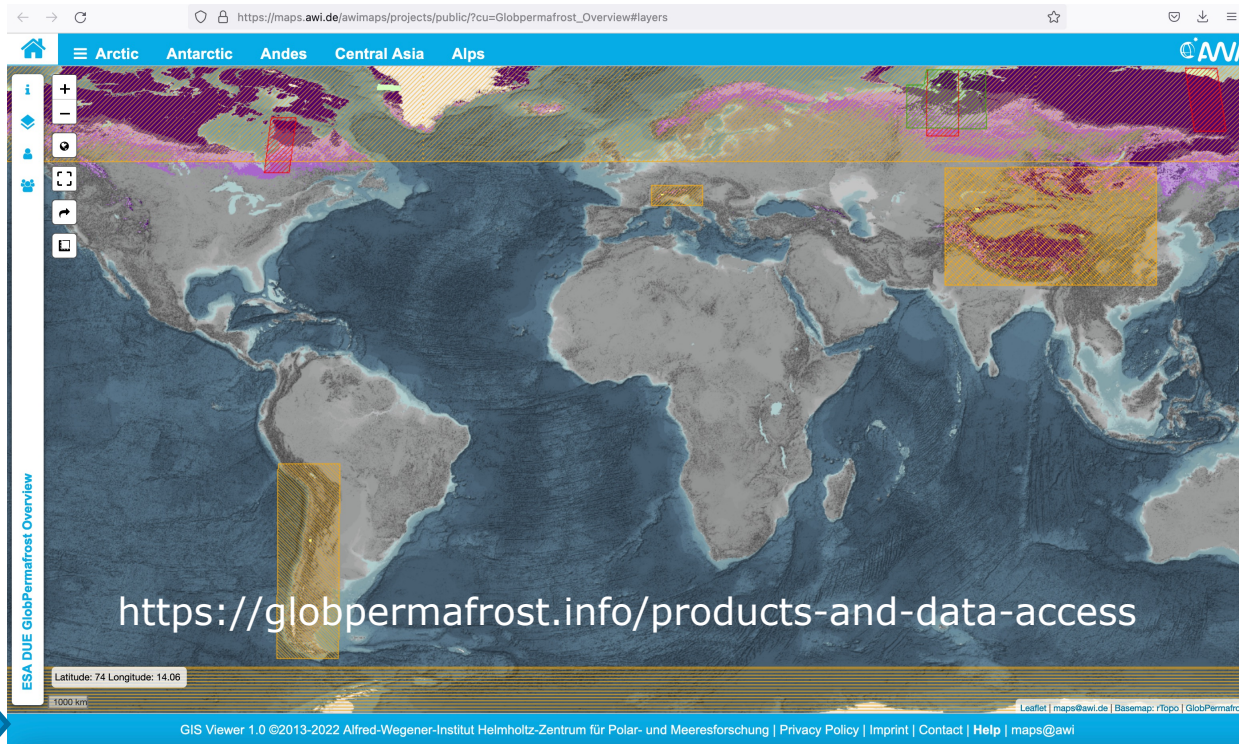 https://maps.awi.de/awimaps/projects/public/?cu=Globpermafrost_Overview#layers
Arctic Antarctic Andes Central Asia Alps
AWI
i
+
−
ESA DUE GlobPermafrost Overview
https://globpermafrost.info/products-and-data-access
Latitude: 74 Longitude: 14.06
1000 km
Leaflet | maps@awi.de | Basemap: rTopo | GlobPermafro
GIS Viewer 1.0 ©2013-2022 Alfred-Wegener-Institut Helmholtz-Zentrum für Polar- und Meeresforschung | Privacy Policy | Imprint | Contact | Help | maps@awi